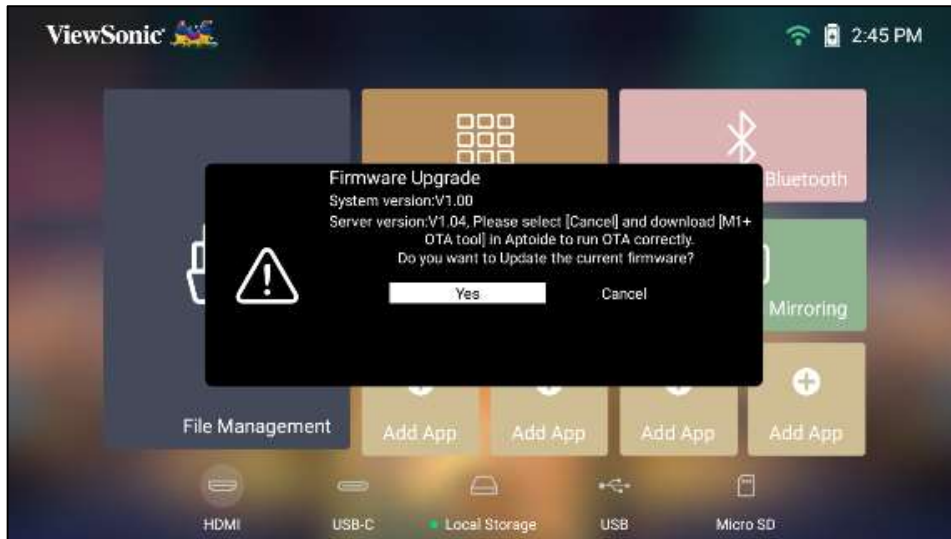 ViewSonic
2:45 PM
Bluetooth
Firmware Upgrade
System version:V1.00
Server version:V1.04, Please select [Cancel] and download [M1+
OTA tool] in Aptoide to run OTA correctly.
Do you want to Update the current firmware?
Yes Cancel
Mirroring
File Management Add App Add App Add App Add App
HDMI USB-C Local Storage USB Micro SD